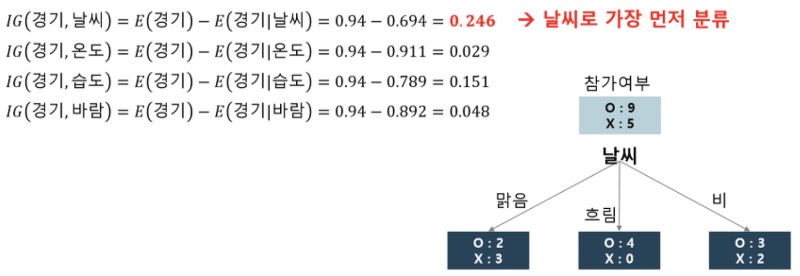 IG(경기, 날씨) = E(경기) − E(경기|날씨) = 0.94 − 0.694 = 0.246 → 날씨로 가장 먼저 분류
IG(경기, 온도) = E(경기) − E(경기|온도) = 0.94 − 0.911 = 0.029
IG(경기, 습도) = E(경기) − E(경기|습도) = 0.94 − 0.789 = 0.151
IG(경기, 바람) = E(경기) − E(경기|바람) = 0.94 − 0.892 = 0.048
참가여부
O : 9
X : 5
날씨
맑음
흐림
비
O : 2
X : 3
O : 4
X : 0
O : 3
X : 2